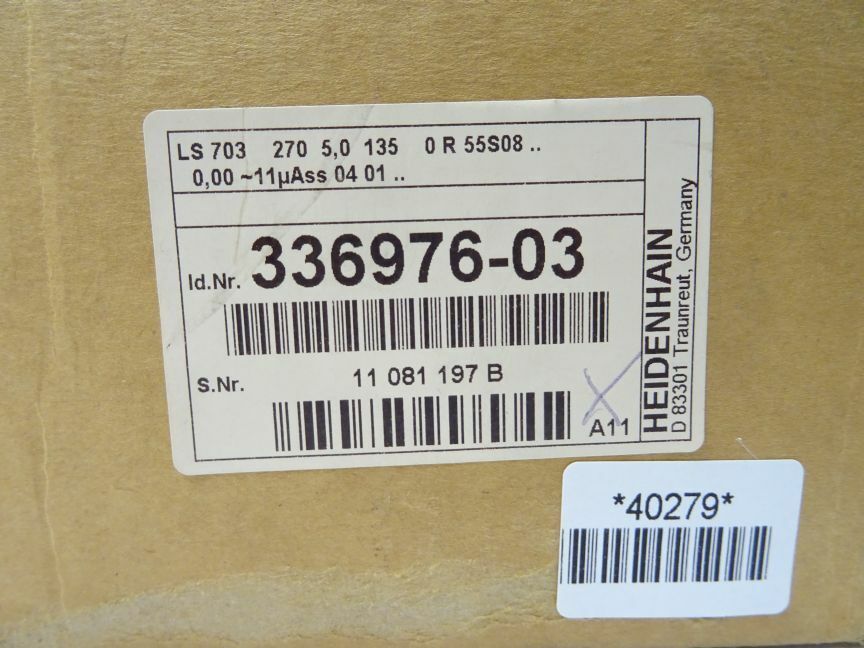 LS 703 270 5,0 135 0 R 55S08 ..
0,00 ~11µAss 04 01 ..
Id.Nr. 336976-03
S.Nr. 11 081 197 B
A11
HEIDENHAIN
D 83301 Traunreut, Germany
*40279*